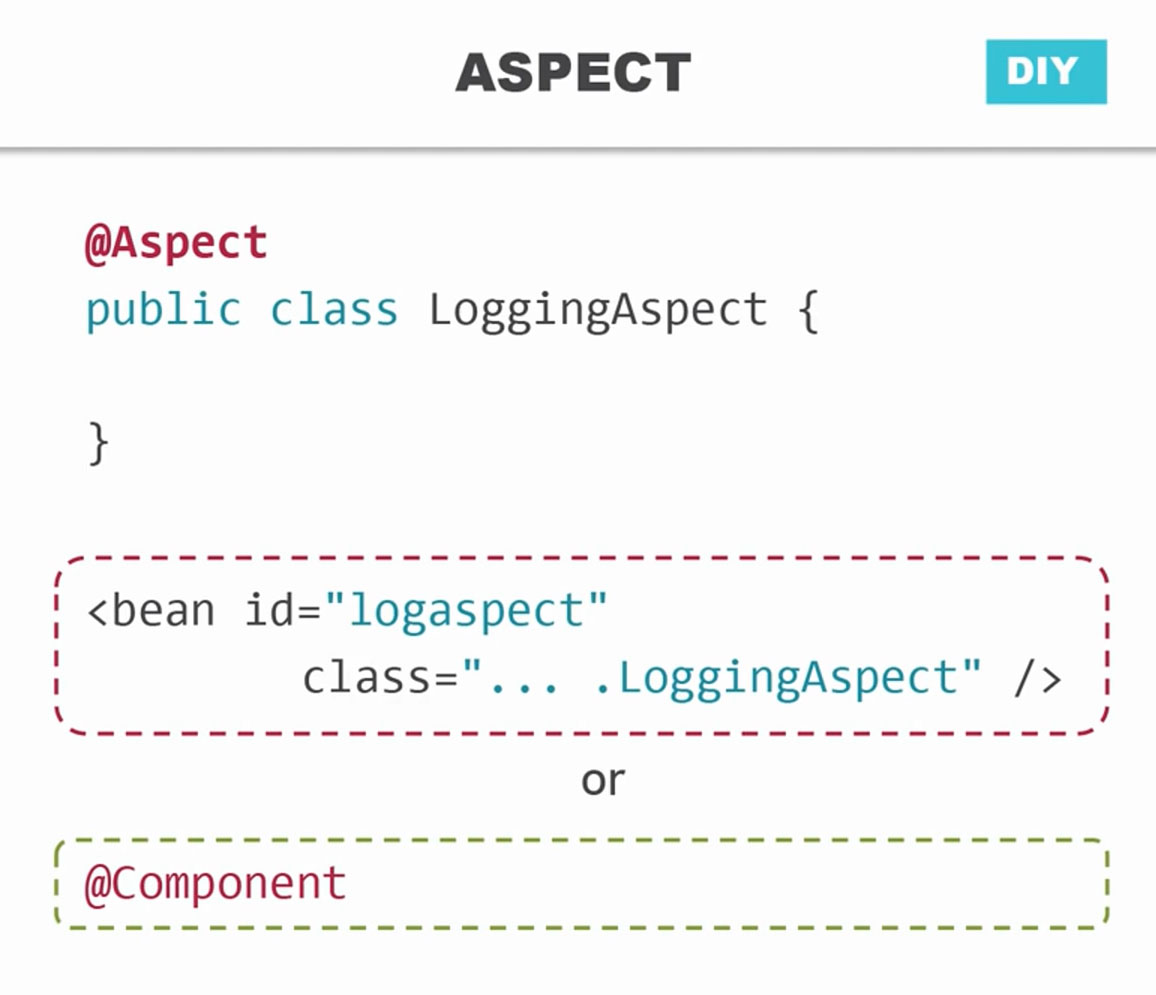 ASPECT
DIY
@Aspect
public class LoggingAspect {
}
<bean id="logaspect"
class="... .LoggingAspect" />
or
@Component